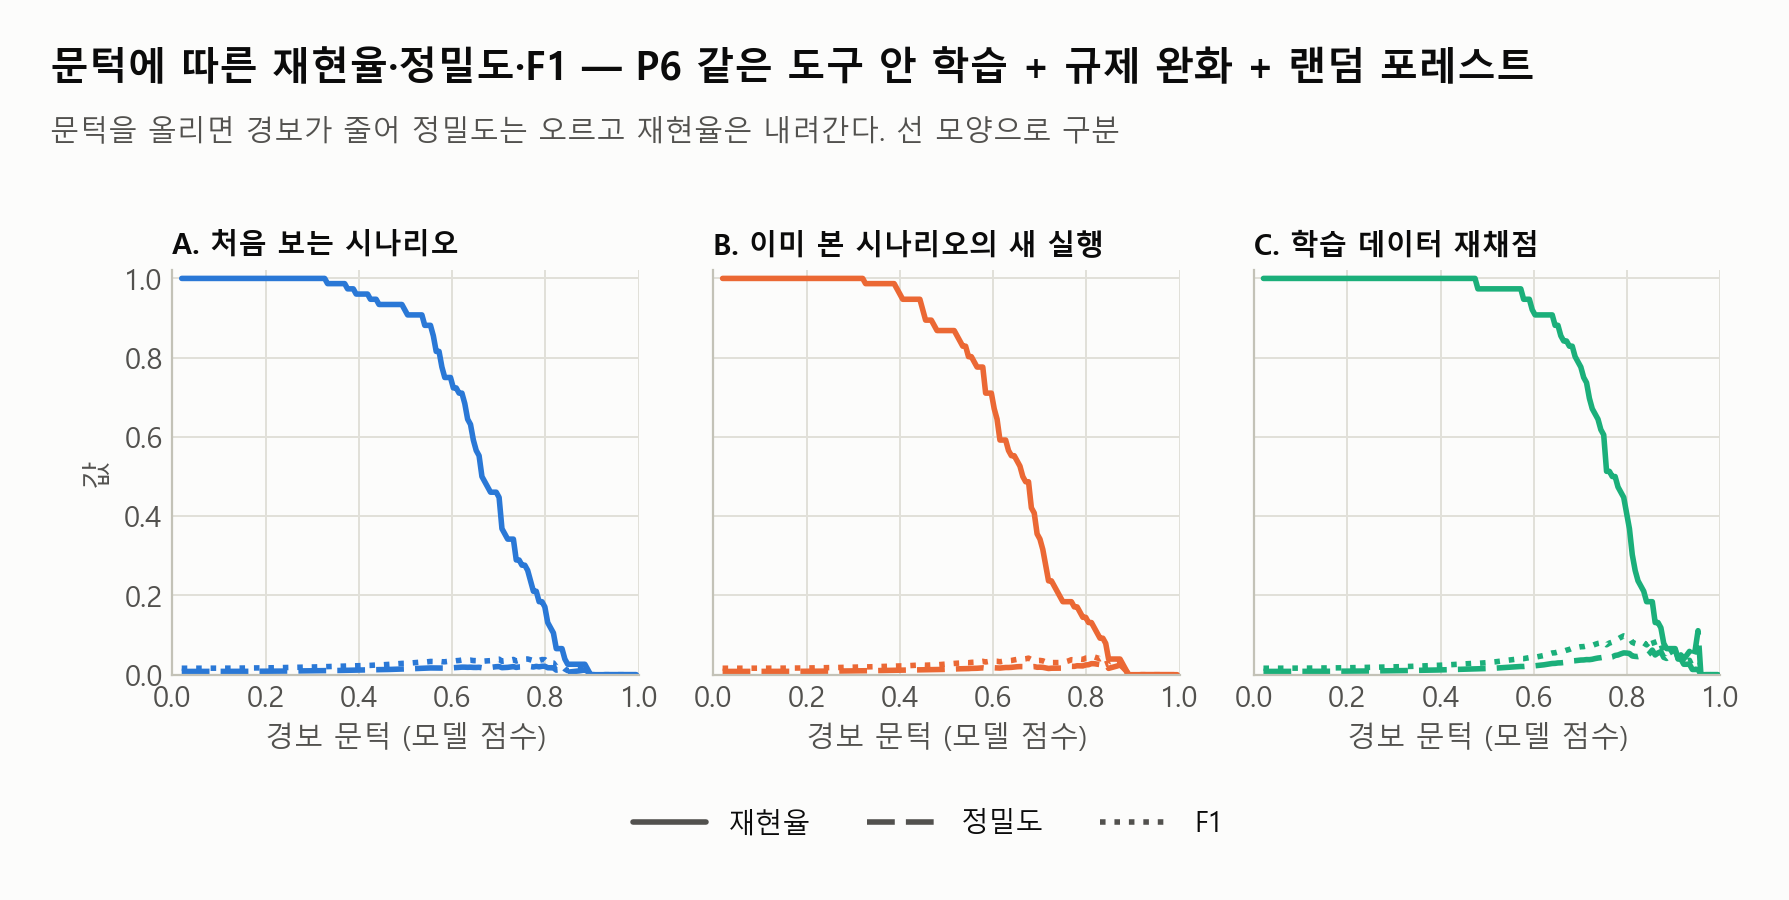 문턱에 따른 재현율·정밀도·F1 — P6 같은 도구 안 학습 + 규제 완화 + 랜덤 포레스트
문턱을 올리면 경보가 줄어 정밀도는 오르고 재현율은 내려간다. 선 모양으로 구분
A. 처음 보는 시나리오
B. 이미 본 시나리오의 새 실행
C. 학습 데이터 재채점
값
1.0
0.8
0.6
0.4
0.2
0.0
0.0 0.2 0.4 0.6 0.8 1.0
0.0 0.2 0.4 0.6 0.8 1.0
0.0 0.2 0.4 0.6 0.8 1.0
경보 문턱 (모델 점수)
경보 문턱 (모델 점수)
경보 문턱 (모델 점수)
재현율 정밀도 F1